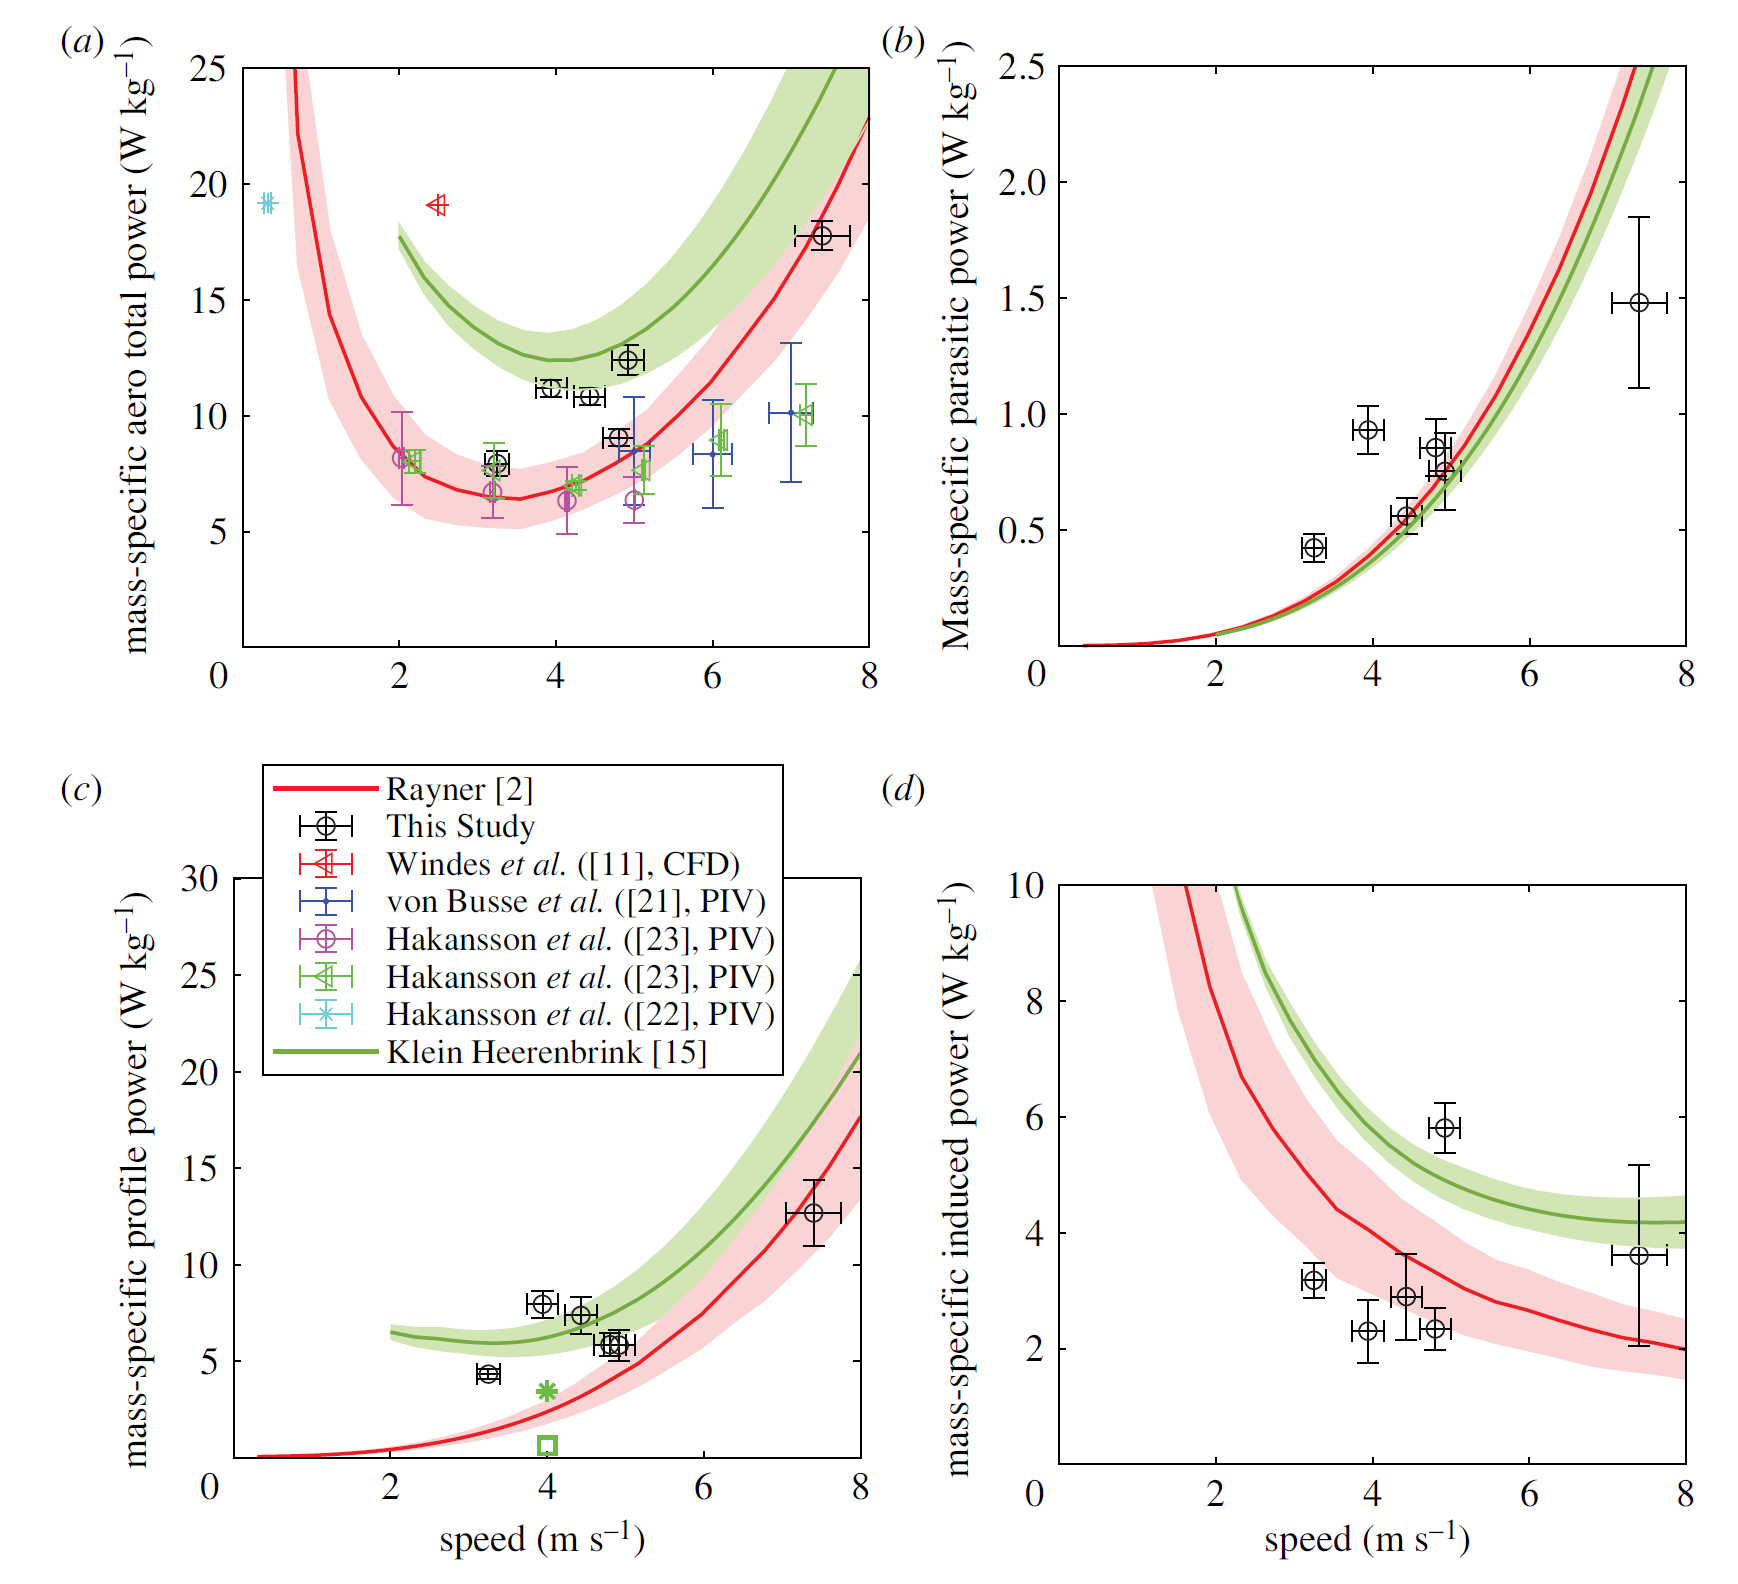 (a)
mass-specific aero total power (W kg⁻¹)
25
20
15
10
5
0
2
4
6
8
(b)
Mass-specific parasitic power (W kg⁻¹)
2.5
2.0
1.5
1.0
0.5
0
2
4
6
8
(c)
mass-specific profile power (W kg⁻¹)
30
25
20
15
10
5
0
2
4
6
8
speed (m s⁻¹)
Rayner [2]
This Study
Windes et al. ([11], CFD)
von Busse et al. ([21], PIV)
Hakansson et al. ([23], PIV)
Hakansson et al. ([23], PIV)
Hakansson et al. ([22], PIV)
Klein Heerenbrink [15]
(d)
mass-specific induced power (W kg⁻¹)
10
8
6
4
2
0
2
4
6
8
speed (m s⁻¹)